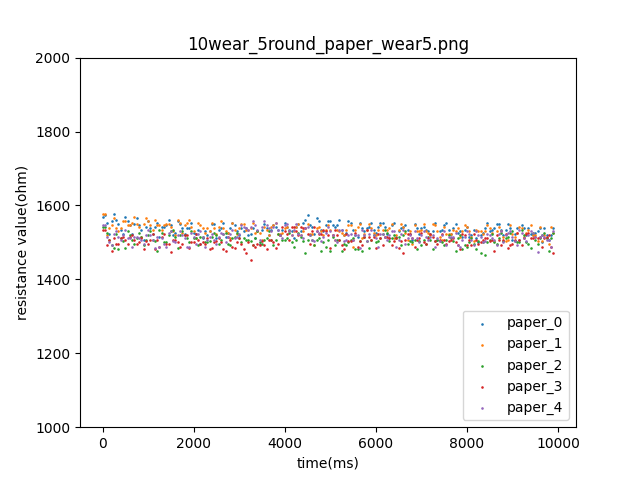 10wear_5round_paper_wear5.png
2000
1800
1600
1400
1200
1000
resistance value(ohm)
0
2000
4000
6000
8000
10000
time(ms)
paper_0
paper_1
paper_2
paper_3
paper_4